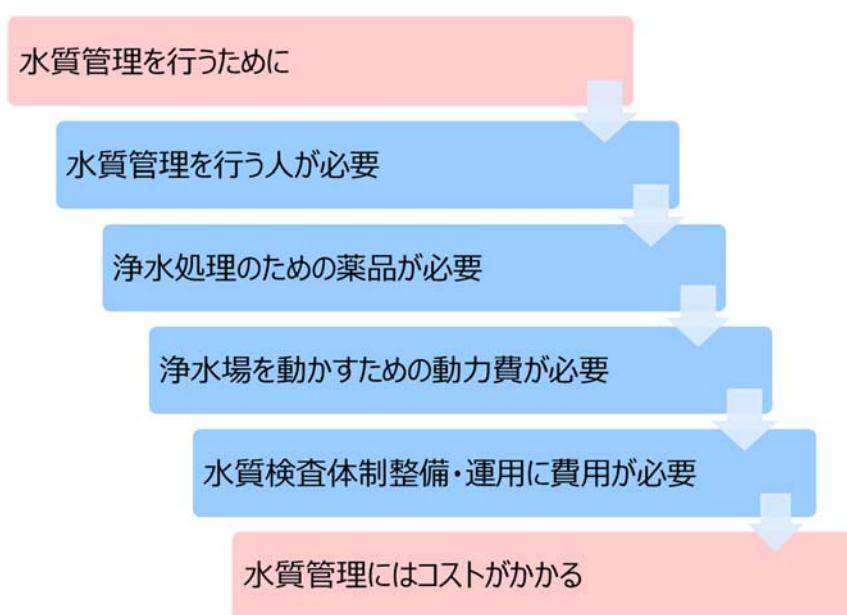 水質管理を行うために
水質管理を行う人が必要
浄水処理のための薬品が必要
浄水場を動かすための動力費が必要
水質検査体制整備・運用に費用が必要
水質管理にはコストがかかる